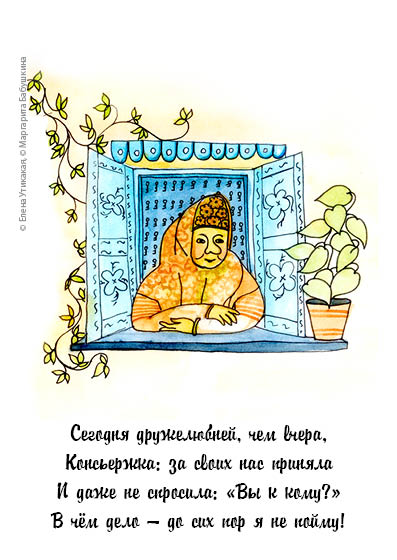 © Елена Утикакая, © Маргарита Бабушкина
Сегодня дружелюбней, чем вчера,
Консьержка: за своих нас приняла
И даже не спросила: «Вы к кому?»
В чём дело – до сих пор я не пойму!